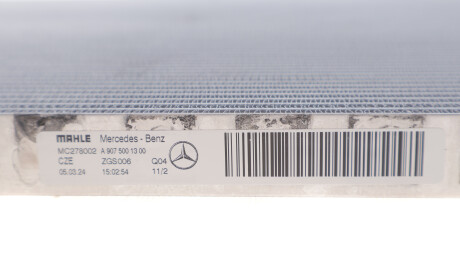 MAHLE Mercedes-Benz
MC278002 A 907 500 13 00
CZE ZGS006 Q04
05.03.24 15:02:54 11/2